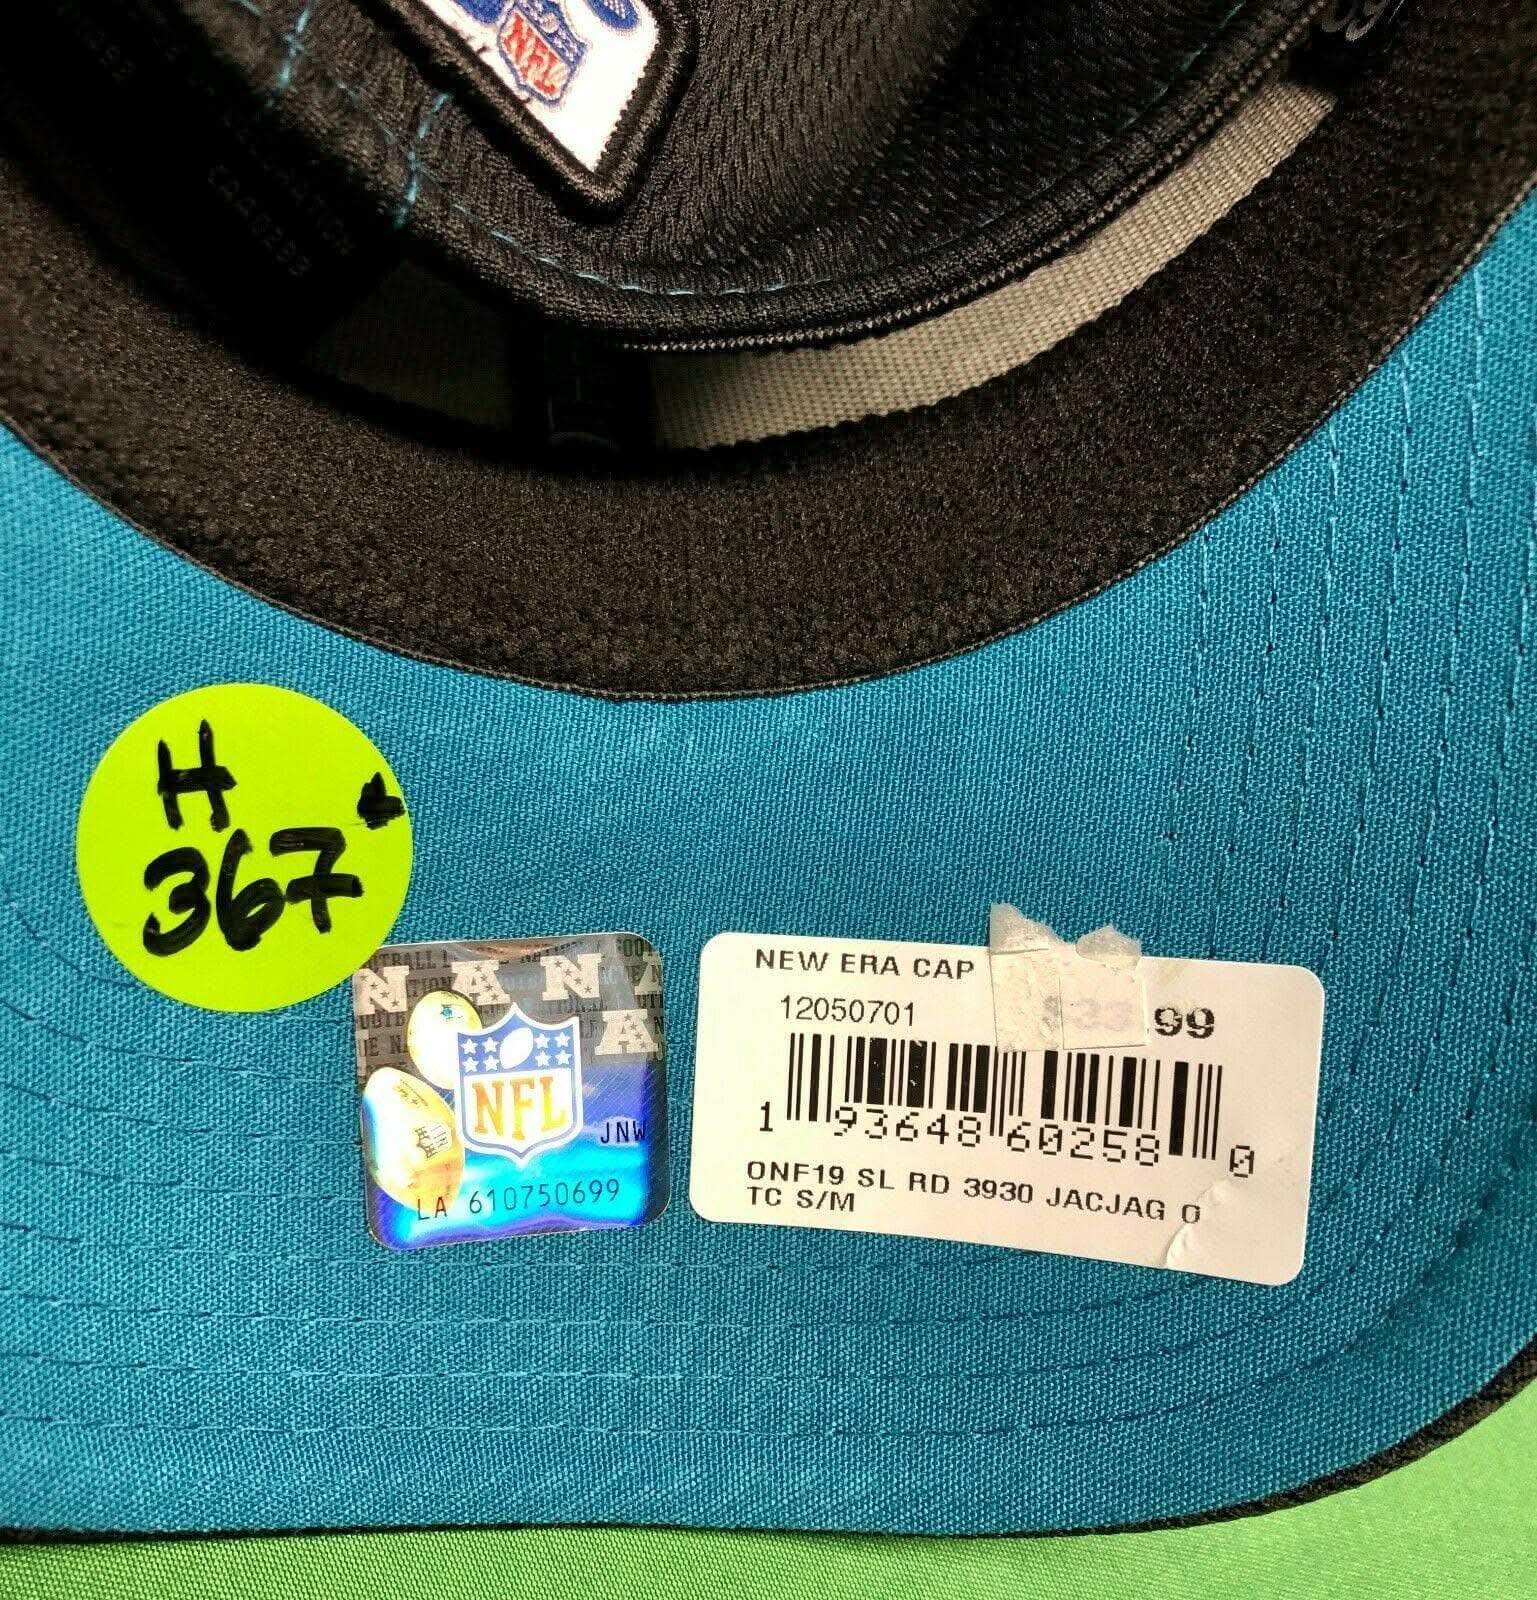 NFL
H
367
N A N A
NFL
JNW
LA 610750699
NEW ERA CAP
12050701
.99
1 93648 60258 0
ONF19 SL RD 3930 JACJAG O
TC S/M